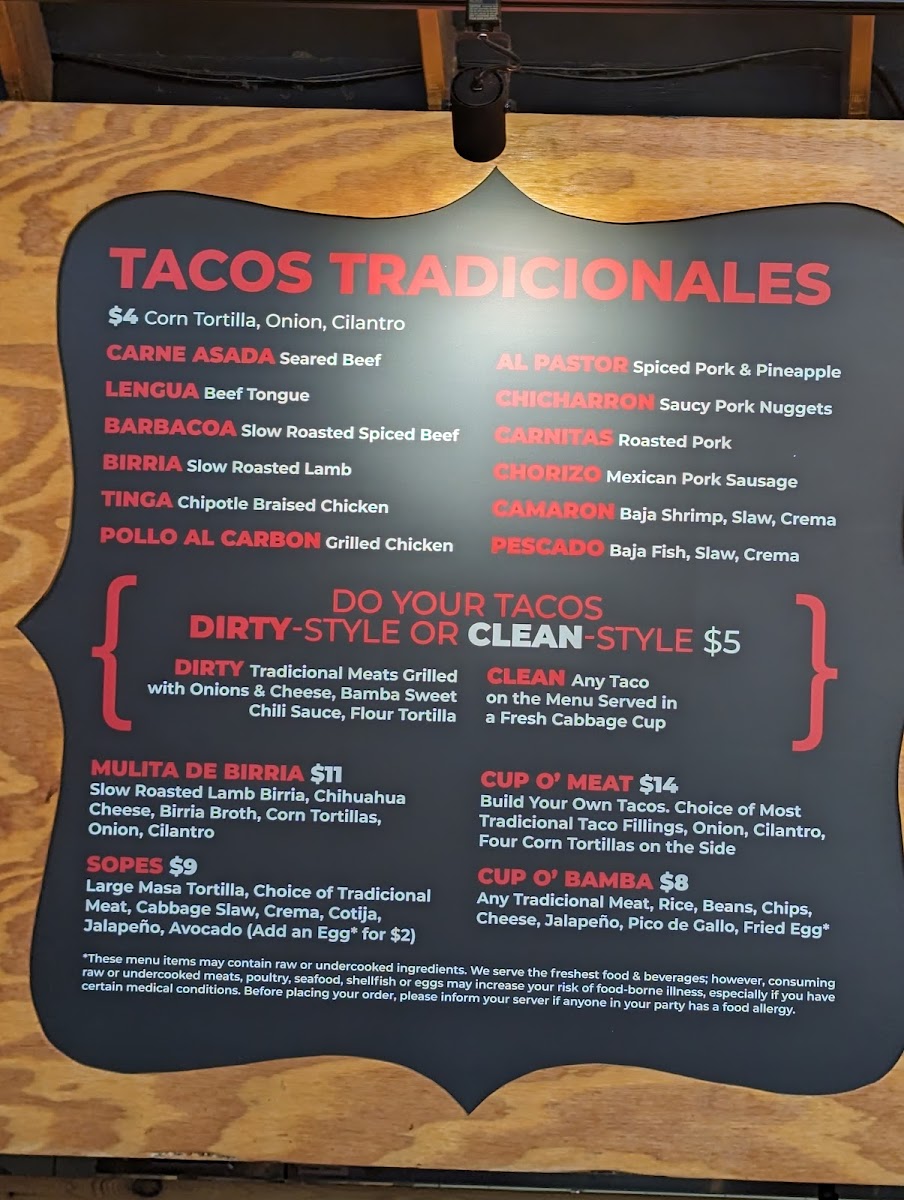 TACOS TRADICIONALES
$4 Corn Tortilla, Onion, Cilantro
CARNE ASADA Seared Beef
LENGUA Beef Tongue
BARBACOA Slow Roasted Spiced Beef
BIRRIA Slow Roasted Lamb
TINGA Chipotle Braised Chicken
POLLO AL CARBON Grilled Chicken
AL PASTOR Spiced Pork & Pineapple
CHICHARRON Saucy Pork Nuggets
CARNITAS Roasted Pork
CHORIZO Mexican Pork Sausage
CAMARON Baja Shrimp, Slaw, Crema
PESCADO Baja Fish, Slaw, Crema
DO YOUR TACOS
DIRTY-STYLE OR CLEAN-STYLE $5
DIRTY Tradicional Meats Grilled
with Onions & Cheese, Bamba Sweet
Chili Sauce, Flour Tortilla
CLEAN Any Taco
on the Menu Served in
a Fresh Cabbage Cup
MULITA DE BIRRIA $11
Slow Roasted Lamb Birria, Chihuahua
Cheese, Birria Broth, Corn Tortillas,
Onion, Cilantro
SOPES $9
Large Masa Tortilla, Choice of Tradicional
Meat, Cabbage Slaw, Crema, Cotija,
Jalapeño, Avocado (Add an Egg* for $2)
CUP O' MEAT $14
Build Your Own Tacos. Choice of Most
Tradicional Taco Fillings, Onion, Cilantro,
Four Corn Tortillas on the Side
CUP O' BAMBA $8
Any Tradicional Meat, Rice, Beans, Chips,
Cheese, Jalapeño, Pico de Gallo, Fried Egg*
*These menu items may contain raw or undercooked ingredients. We serve the freshest food & beverages; however, consuming
raw or undercooked meats, poultry, seafood, shellfish or eggs may increase your risk of food-borne illness, especially if you have
certain medical conditions. Before placing your order, please inform your server if anyone in your party has a food allergy.